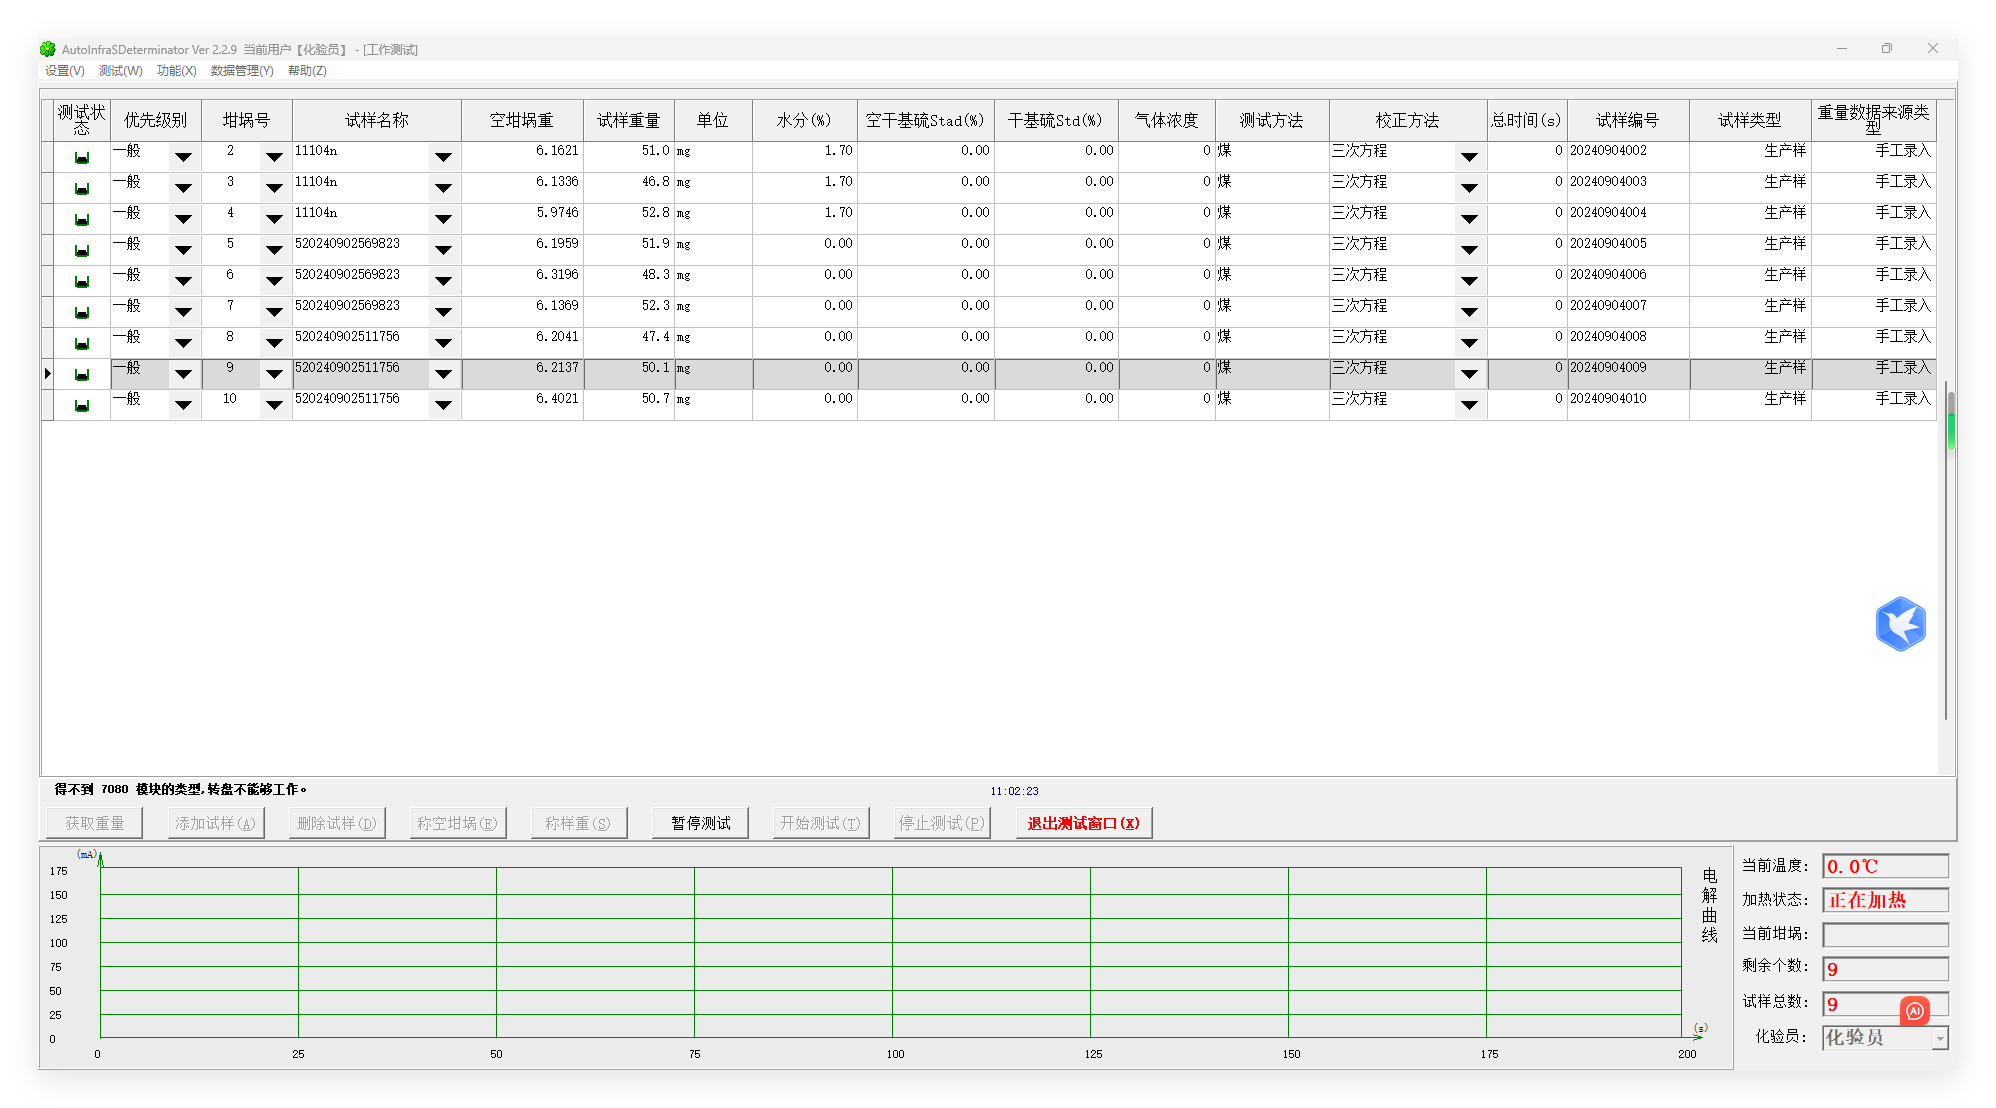 AutoInfraSDeterminator Ver 2.2.9 当前用户【化验员】 - [工作测试]
设置(V) 测试(W) 功能(X) 数据管理(Y) 帮助(Z)
测试状态 优先级别 坩埚号 试样名称 空坩埚重 试样重量 单位 水分(%) 空干基硫Stad(%) 干基硫Std(%) 气体浓度 测试方法 校正方法 总时间(s) 试样编号 试样类型 重量数据来源类型
一般 2 11104n 6.1621 51.0 mg 1.70 0.00 0.00 0 煤 三次方程 0 20240904002 生产样 手工录入
一般 3 11104n 6.1336 46.8 mg 1.70 0.00 0.00 0 煤 三次方程 0 20240904003 生产样 手工录入
一般 4 11104n 5.9746 52.8 mg 1.70 0.00 0.00 0 煤 三次方程 0 20240904004 生产样 手工录入
一般 5 520240902569823 6.1959 51.9 mg 0.00 0.00 0.00 0 煤 三次方程 0 20240904005 生产样 手工录入
一般 6 520240902569823 6.3196 48.3 mg 0.00 0.00 0.00 0 煤 三次方程 0 20240904006 生产样 手工录入
一般 7 520240902569823 6.1369 52.3 mg 0.00 0.00 0.00 0 煤 三次方程 0 20240904007 生产样 手工录入
一般 8 520240902511756 6.2041 47.4 mg 0.00 0.00 0.00 0 煤 三次方程 0 20240904008 生产样 手工录入
一般 9 520240902511756 6.2137 50.1 mg 0.00 0.00 0.00 0 煤 三次方程 0 20240904009 生产样 手工录入
一般 10 520240902511756 6.4021 50.7 mg 0.00 0.00 0.00 0 煤 三次方程 0 20240904010 生产样 手工录入
得不到 7080 模块的类型,转盘不能够工作。 11:02:23
获取重量 添加试样(A) 删除试样(D) 称空坩埚(E) 称样重(S) 暂停测试 开始测试(T) 停止测试(P) 退出测试窗口(X)
(mA)
175
150
125
100
75
50
25
0
0 25 50 75 100 125 150 175 200
(s)
电解曲线
当前温度: 0.0℃
加热状态: 正在加热
当前坩埚:
剩余个数: 9
试样总数: 9
AI
化验员: 化验员